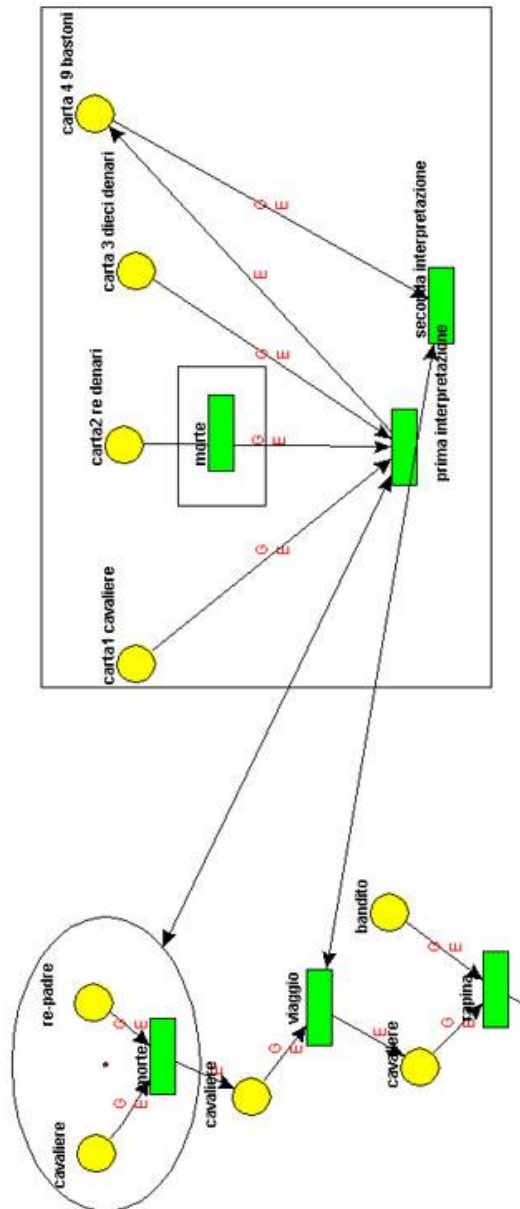 carta 4 9 bastoni
carta 3 dieci denari
carta2 re denari
carta1 cavaliere
morte
G
E
G
E
E
G
E
G
E
seconda interpretazione
prima interpretazione
re-padre
cavaliere
G
E
G
E
morte
E
cavaliere
G
E
viaggio
E
cavaliere
bandito
G
E
G
E
rapina